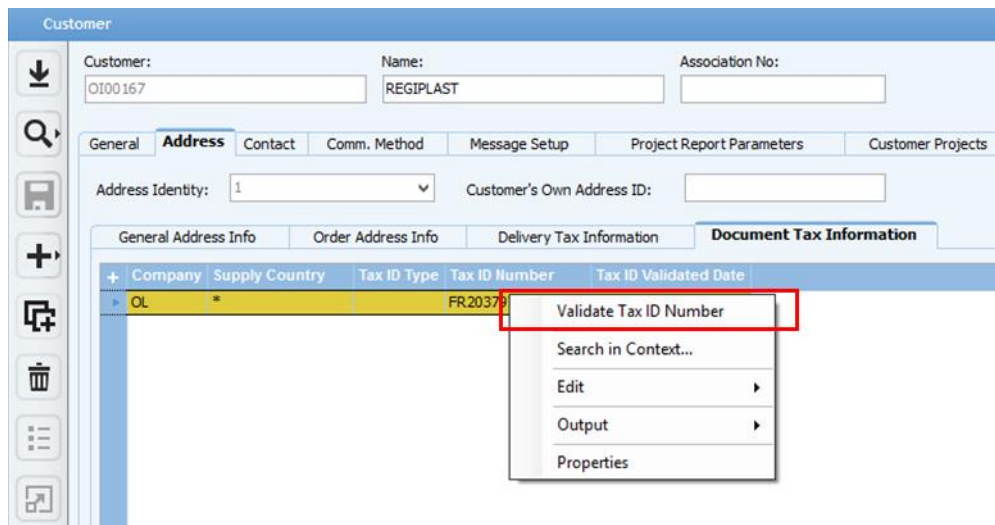 Customer
Customer: Name: Association No:
OI00167 REGIPLAST
General Address Contact Comm. Method Message Setup Project Report Parameters Customer Projects
Address Identity: 1 Customer's Own Address ID:
General Address Info Order Address Info Delivery Tax Information Document Tax Information
+ Company Supply Country Tax ID Type Tax ID Number Tax ID Validated Date
OL * FR20379
Validate Tax ID Number
Search in Context...
Edit
Output
Properties